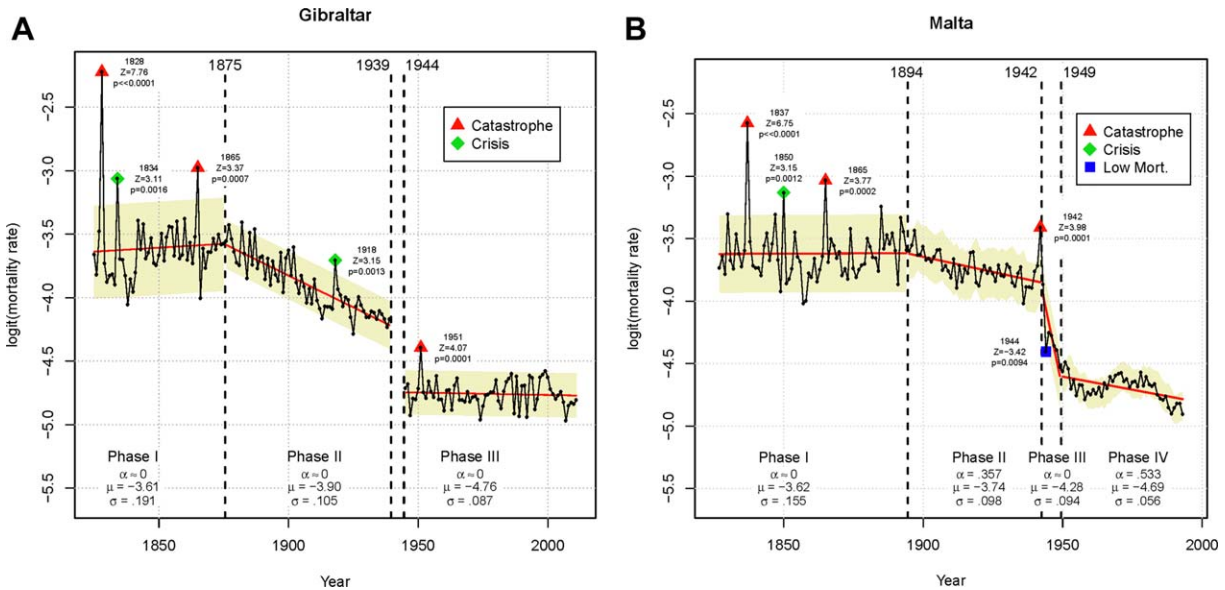 Gibraltar
A
1875
1939
1944
1828
Z=7.76
p<<0.0001
1834
Z=3.11
p=0.0016
1865
Z=3.37
p=0.0007
1918
Z=3.15
p=0.0013
1951
Z=4.07
p=0.0001
Catastrophe
Crisis
logit(mortality rate)
−2.5
−3.0
−3.5
−4.0
−4.5
−5.0
−5.5
Phase I
α≈0
μ = −3.61
σ = .191
Phase II
α≈0
μ = −3.90
σ = .105
Phase III
α≈0
μ = −4.76
σ = .087
1850
1900
1950
2000
Year
Malta
B
1894
1942
1949
1837
Z=6.75
p<<0.0001
1850
Z=3.15
p=0.0012
1865
Z=3.77
p=0.0002
1942
Z=3.98
p=0.0001
1944
Z=−3.42
p=0.0094
Catastrophe
Crisis
Low Mort.
logit(mortality rate)
−2.5
−3.0
−3.5
−4.0
−4.5
−5.0
−5.5
Phase I
α≈0
μ = −3.62
σ = .155
Phase II
α = .357
μ = −3.74
σ = .098
Phase III
α≈0
μ = −4.28
σ = .094
Phase IV
α = .533
μ = −4.69
σ = .056
1850
1900
1950
2000
Year